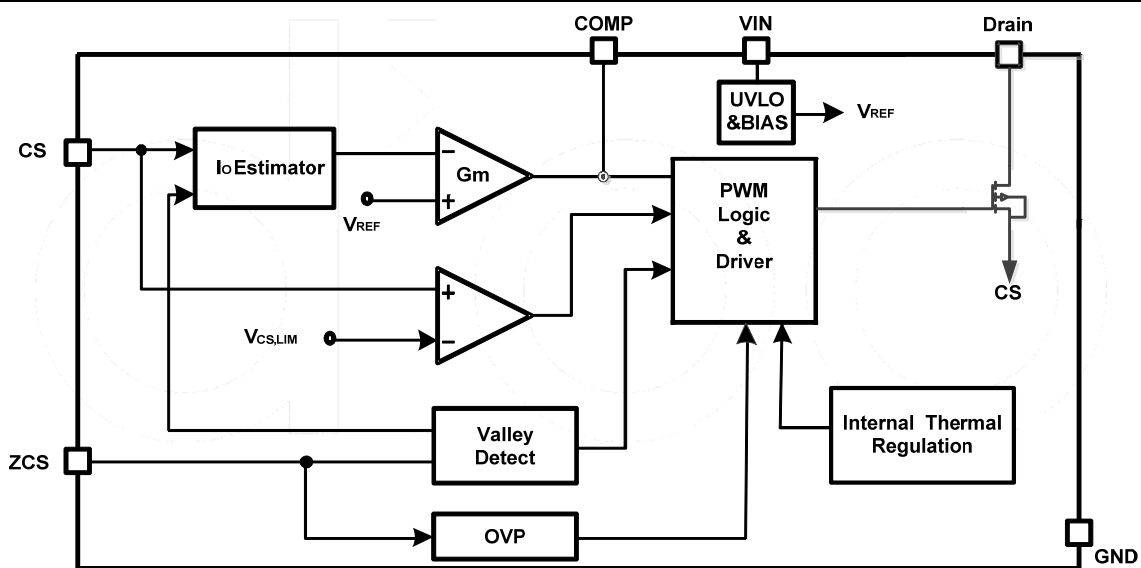 COMP
VIN
Drain
UVLO
&BIAS
VREF
CS
IO Estimator
−
Gm
+
VREF
PWM
Logic
&
Driver
CS
+
−
VCS,LIM
Valley
Detect
Internal Thermal
Regulation
ZCS
OVP
GND